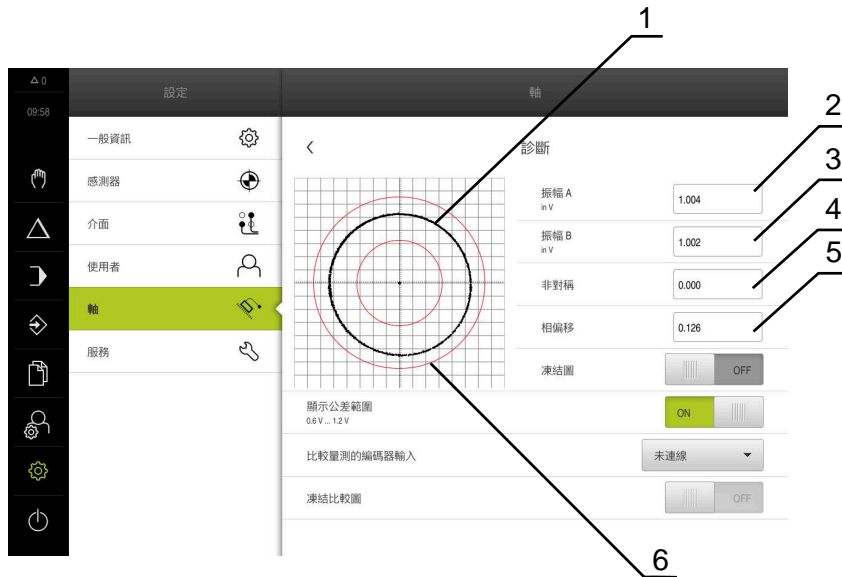 1
△ 0
設定
軸
09:58
2
一般資訊
診斷
3
感測器
振幅 A
in V
1.004
4
介面
振幅 B
in V
1.002
5
使用者
非對稱
0.000
軸
相偏移
0.126
服務
凍結圖
OFF
顯示公差範圍
0.6 V ... 1.2 V
ON
比較量測的編碼器輸入
未連線
凍結比較圖
OFF
6